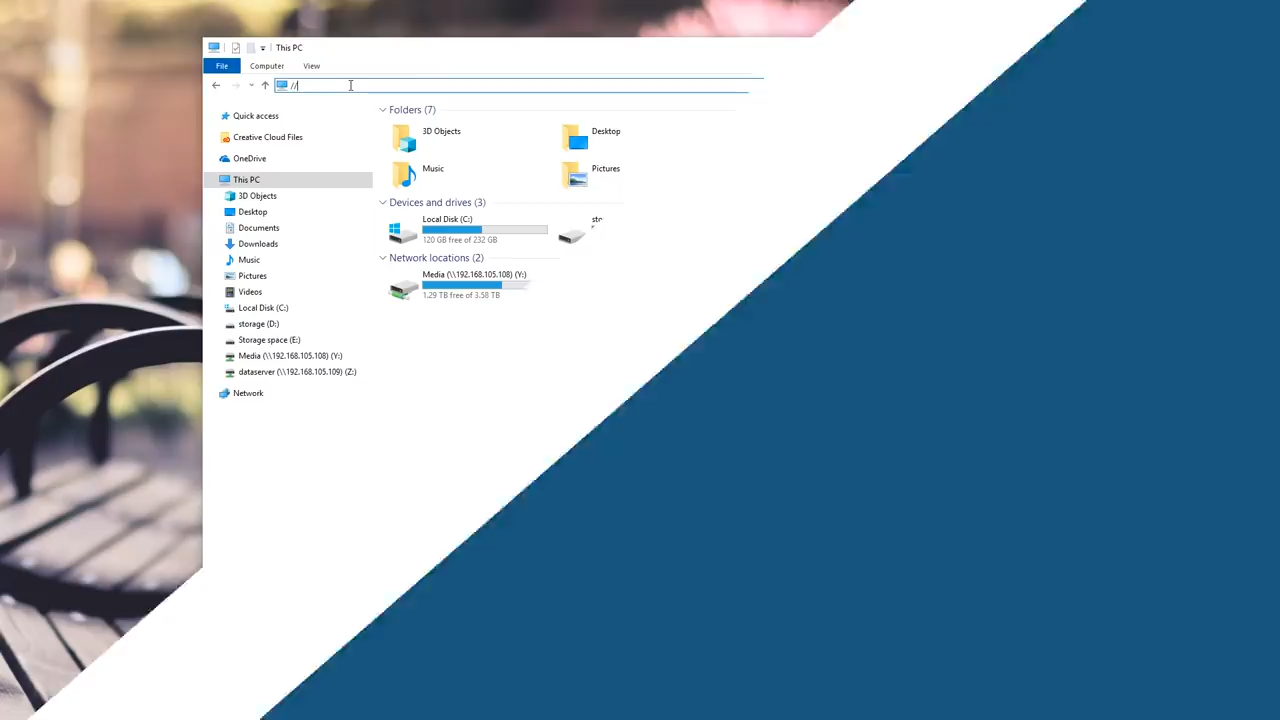 This PC
File Computer View
//
Quick access
Creative Cloud Files
OneDrive
This PC
3D Objects
Desktop
Documents
Downloads
Music
Pictures
Videos
Local Disk (C:)
storage (D:)
Storage space (E:)
Media (\\192.168.105.108) (Y:)
dataserver (\\192.168.105.109) (Z:)
Network
Folders (7)
3D Objects
Desktop
Music
Pictures
Devices and drives (3)
Local Disk (C:)
120 GB free of 232 GB
Network locations (2)
Media (\\192.168.105.108) (Y:)
1.29 TB free of 3.58 TB